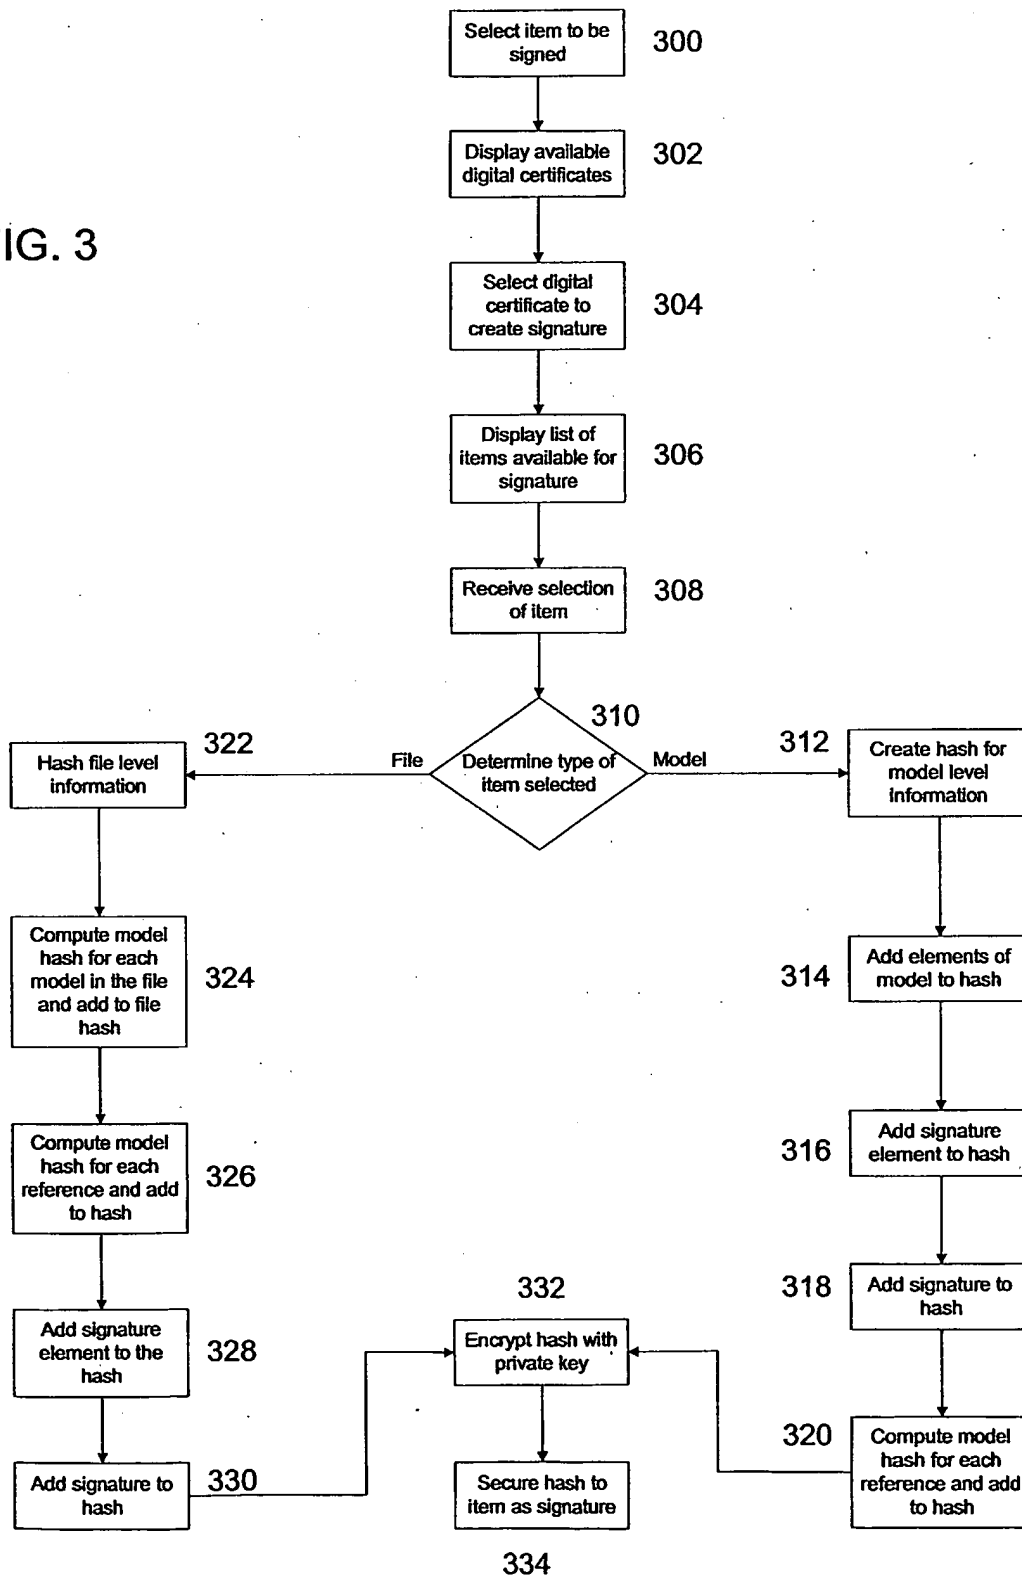 Select item to be
signed
300
Display available
digital certificates
302
IG. 3
Select digital
certificate to
create signature
304
Display list of
items available for
signature
306
Receive selection
of item
308
310
Determine type of
item selected
File
Model
322
Hash file level
information
312
Create hash for
model level
information
Compute model
hash for each
model in the file
and add to file
hash
324
314
Add elements of
model to hash
Compute model
hash for each
reference and add
to hash
326
316
Add signature
element to hash
318
Add signature to
hash
Add signature
element to the
hash
328
332
Encrypt hash with
private key
320
Compute model
hash for each
reference and add
to hash
Add signature to
hash
330
Secure hash to
item as signature
334